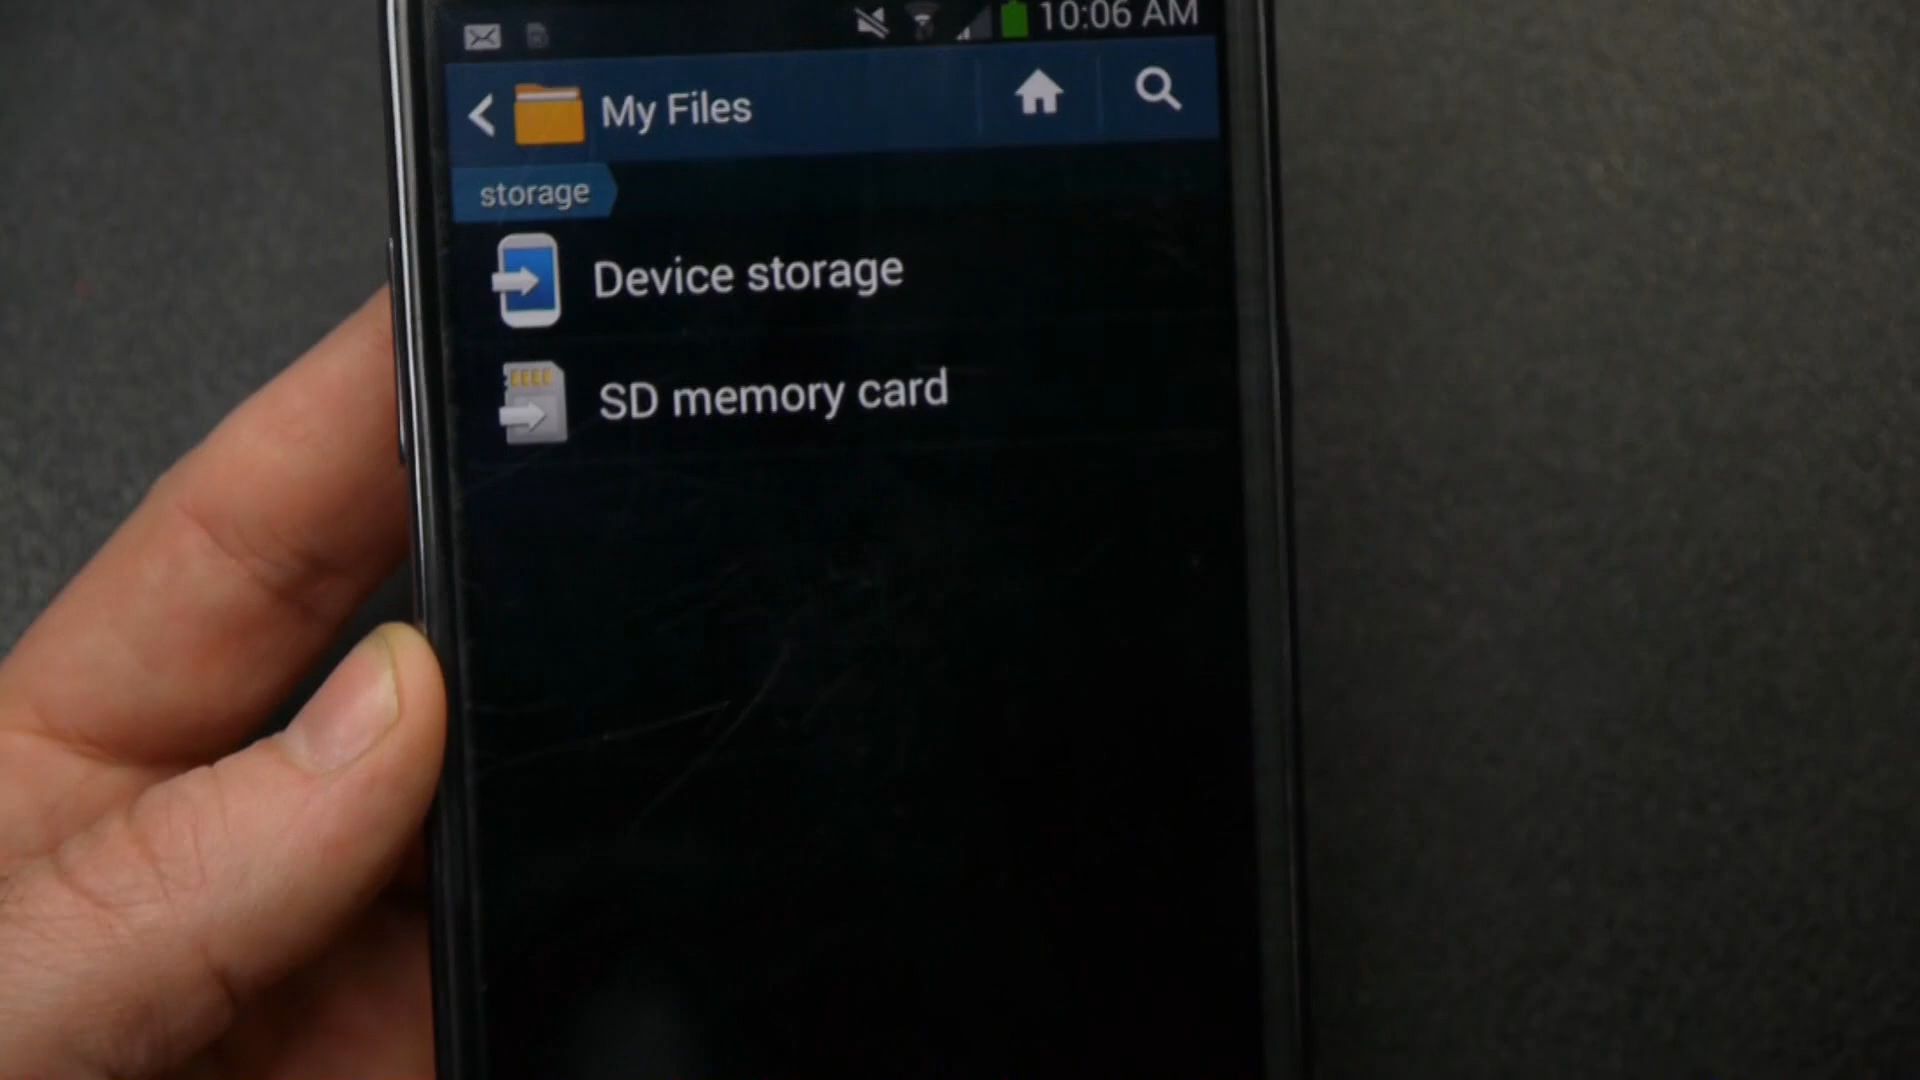 10:06 AM
My Files
storage
Device storage
SD memory card